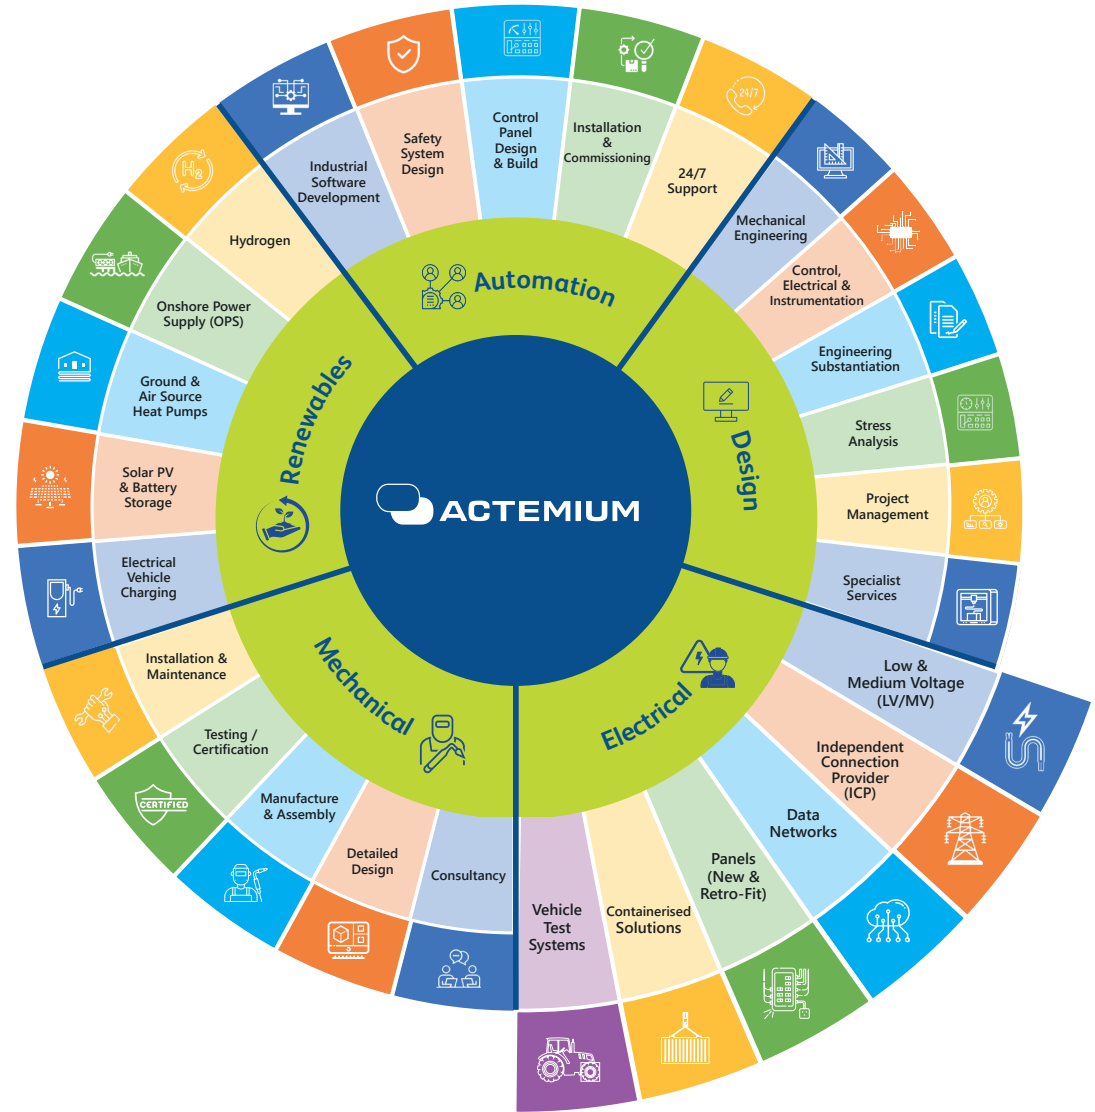 ACTEMIUM
Automation
Industrial
Software
Development
Safety
System
Design
Control
Panel
Design
& Build
Installation
&
Commissioning
24/7
Support
24/7
Design
Mechanical
Engineering
Control,
Electrical &
Instrumentation
Engineering
Substantiation
Stress
Analysis
Project
Management
Specialist
Services
Electrical
Low &
Medium Voltage
(LV/MV)
Independent
Connection
Provider
(ICP)
Data
Networks
Panels
(New &
Retro-Fit)
Containerised
Solutions
Vehicle
Test
Systems
Mechanical
Consultancy
Detailed
Design
Manufacture
& Assembly
Testing /
Certification
CERTIFIED
Installation &
Maintenance
Renewables
Electrical
Vehicle
Charging
Solar PV
& Battery
Storage
Ground &
Air Source
Heat Pumps
Onshore Power
Supply (OPS)
Hydrogen
H2